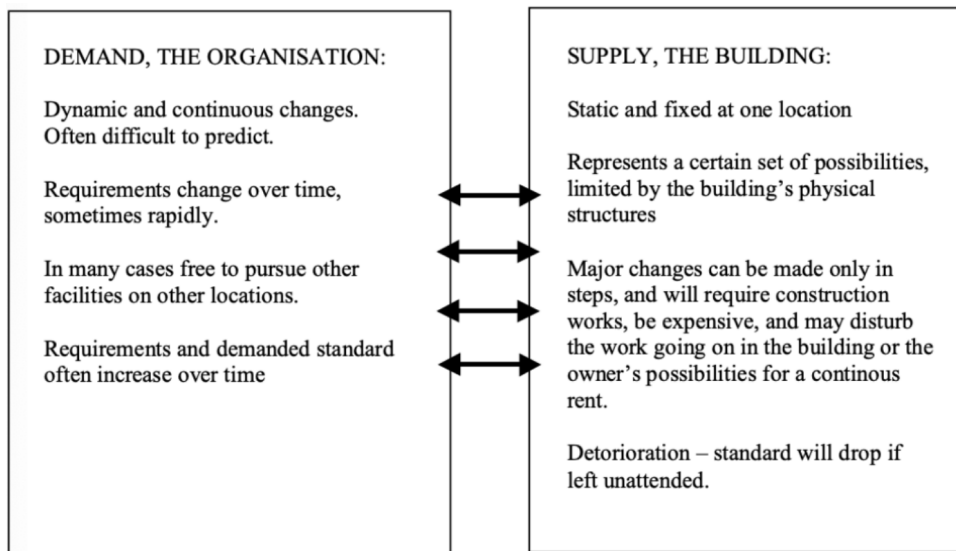 DEMAND, THE ORGANISATION:
Dynamic and continuous changes.
Often difficult to predict.
Requirements change over time,
sometimes rapidly.
In many cases free to pursue other
facilities on other locations.
Requirements and demanded standard
often increase over time
SUPPLY, THE BUILDING:
Static and fixed at one location
Represents a certain set of possibilities,
limited by the building’s physical
structures
Major changes can be made only in
steps, and will require construction
works, be expensive, and may disturb
the work going on in the building or the
owner’s possibilities for a continous
rent.
Detorioration – standard will drop if
left unattended.